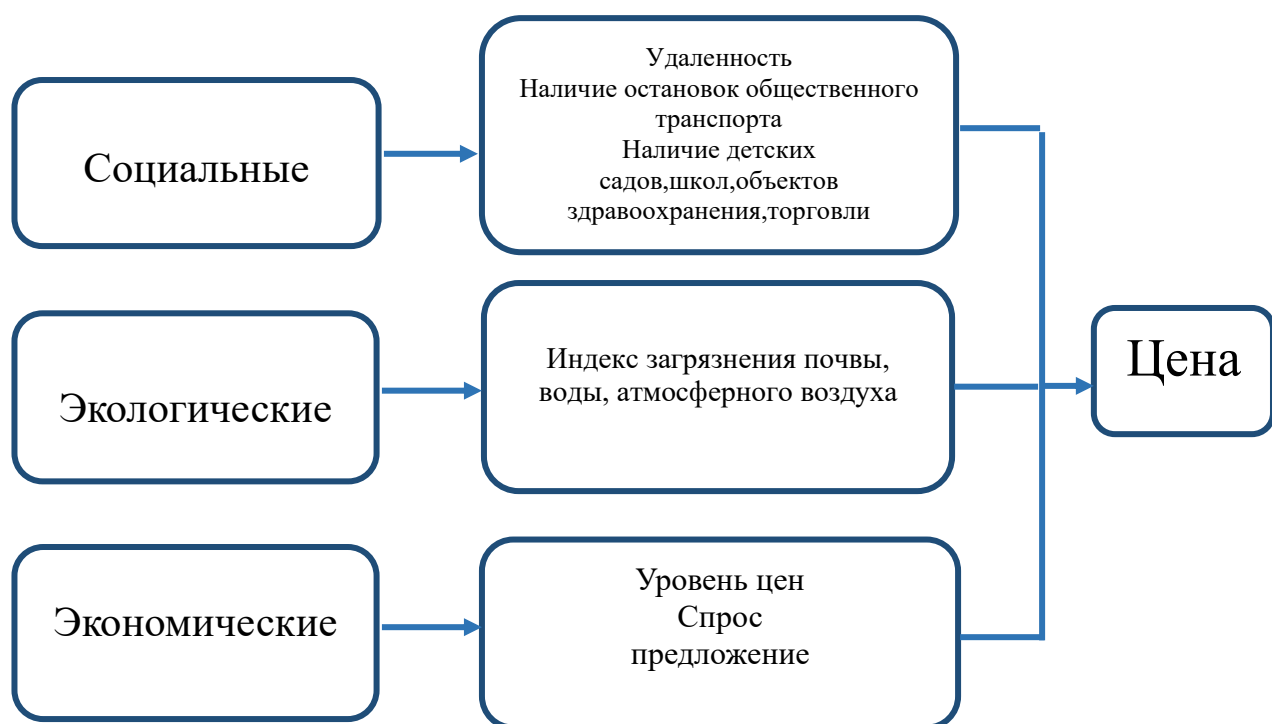 Социальные
Удаленность
Наличие остановок общественного
транспорта
Наличие детских
садов,школ,объектов
здравоохранения,торговли
Экологические
Индекс загрязнения почвы,
воды, атмосферного воздуха
Цена
Экономические
Уровень цен
Спрос
предложение